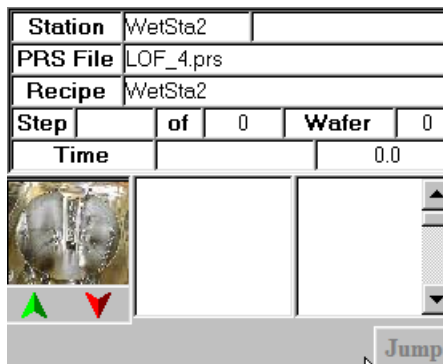 Station WetSta2
PRS File LOF_4.prs
Recipe WetSta2
Step of 0 Wafer 0
Time 0.0
Jump